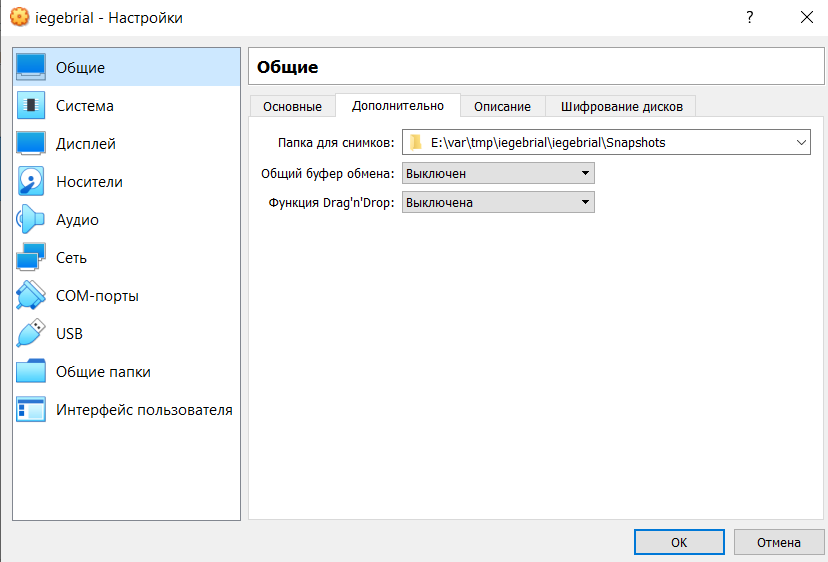 iegebrial - Настройки
?
Общие
Система
Дисплей
Носители
Аудио
Сеть
COM-порты
USB
Общие папки
Интерфейс пользователя
Общие
Основные Дополнительно Описание Шифрование дисков
Папка для снимков: E:\var\tmp\iegebrial\iegebrial\Snapshots
Общий буфер обмена: Выключен
Функция Drag'n'Drop: Выключена
OK Отмена